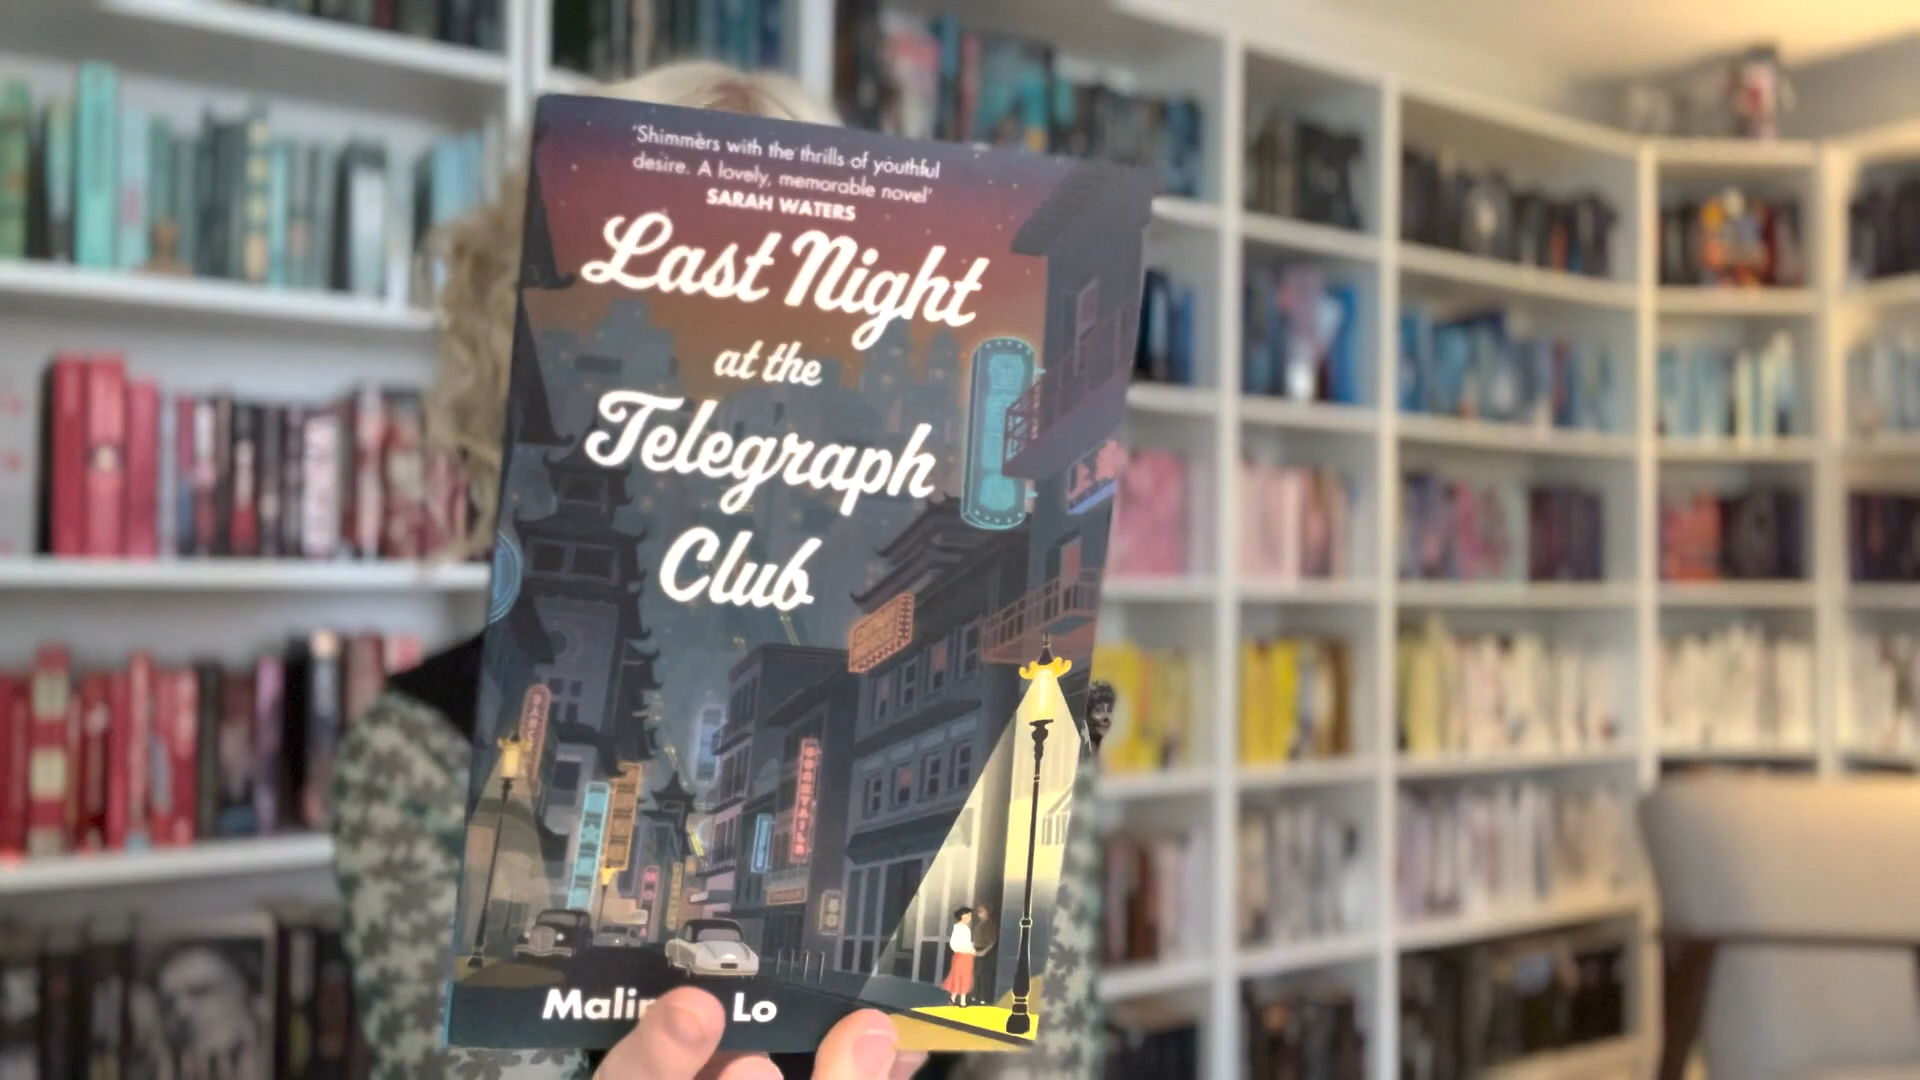 'Shimmers with the thrills of youthful
desire. A lovely, memorable novel'
SARAH WATERS
Last Night
at the
Telegraph
Club
Lo